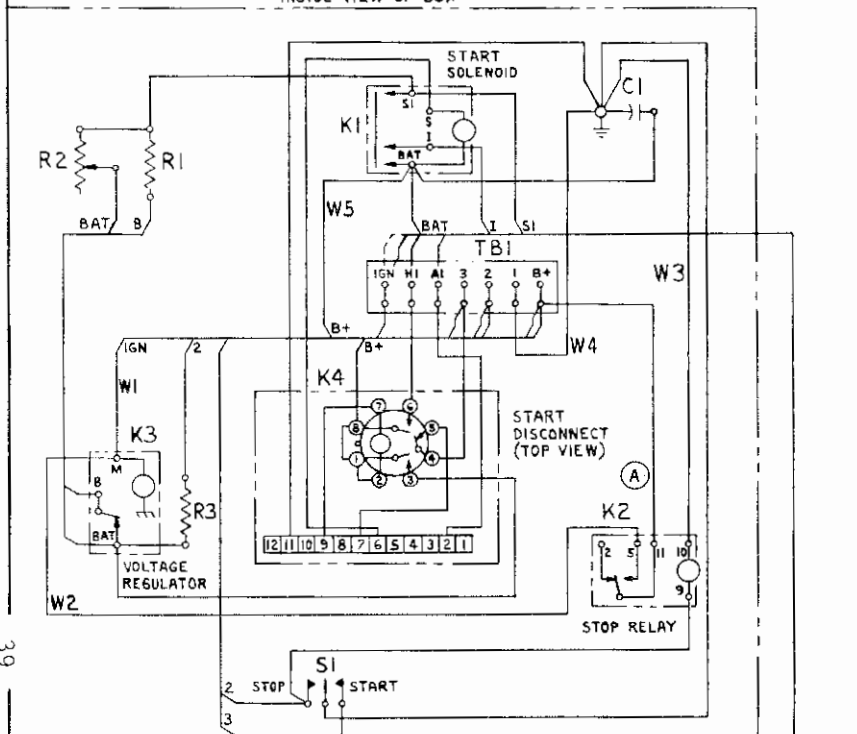 START
SOLENOID
C1
S1
K1
S
I
BAT
R2
R1
W5
BAT
B
BAT
I
S1
TB1
IGN H1 A1 3 2 1 B+
W3
B+
B+
W4
IGN
2
K4
W1
7
6
8
5
1
4
2
3
START
DISCONNECT
(TOP VIEW)
K3
M
B
R3
A
K2
BAT
12 11 10 9 8 7 6 5 4 3 2 1
2
5
11
10
9
VOLTAGE
REGULATOR
W2
STOP RELAY
39
S1
2
STOP
START
3